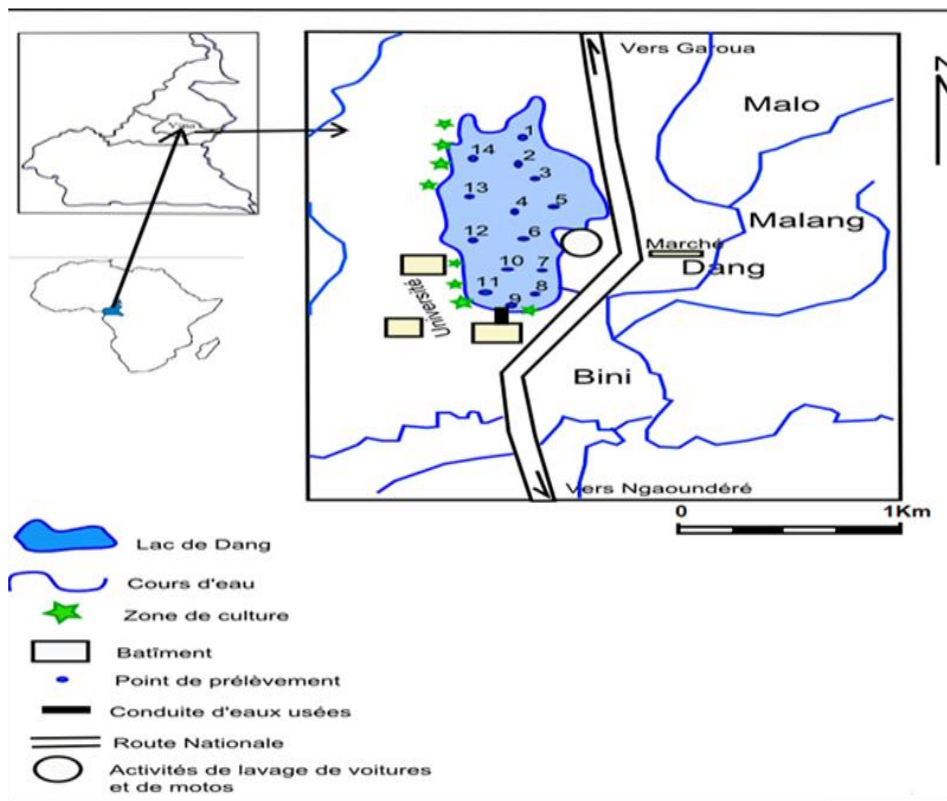 Vina
N
Vers Garoua
Malo
1
14
2
3
13
4
5
Malang
12
6
Marché
Dang
10
7
11
8
9
Université
Bini
Vers Ngaoundéré
0
1Km
Lac de Dang
Cours d'eau
Zone de culture
Batîment
Point de prélèvement
Conduite d'eaux usées
Route Nationale
Activités de lavage de voitures
et de motos